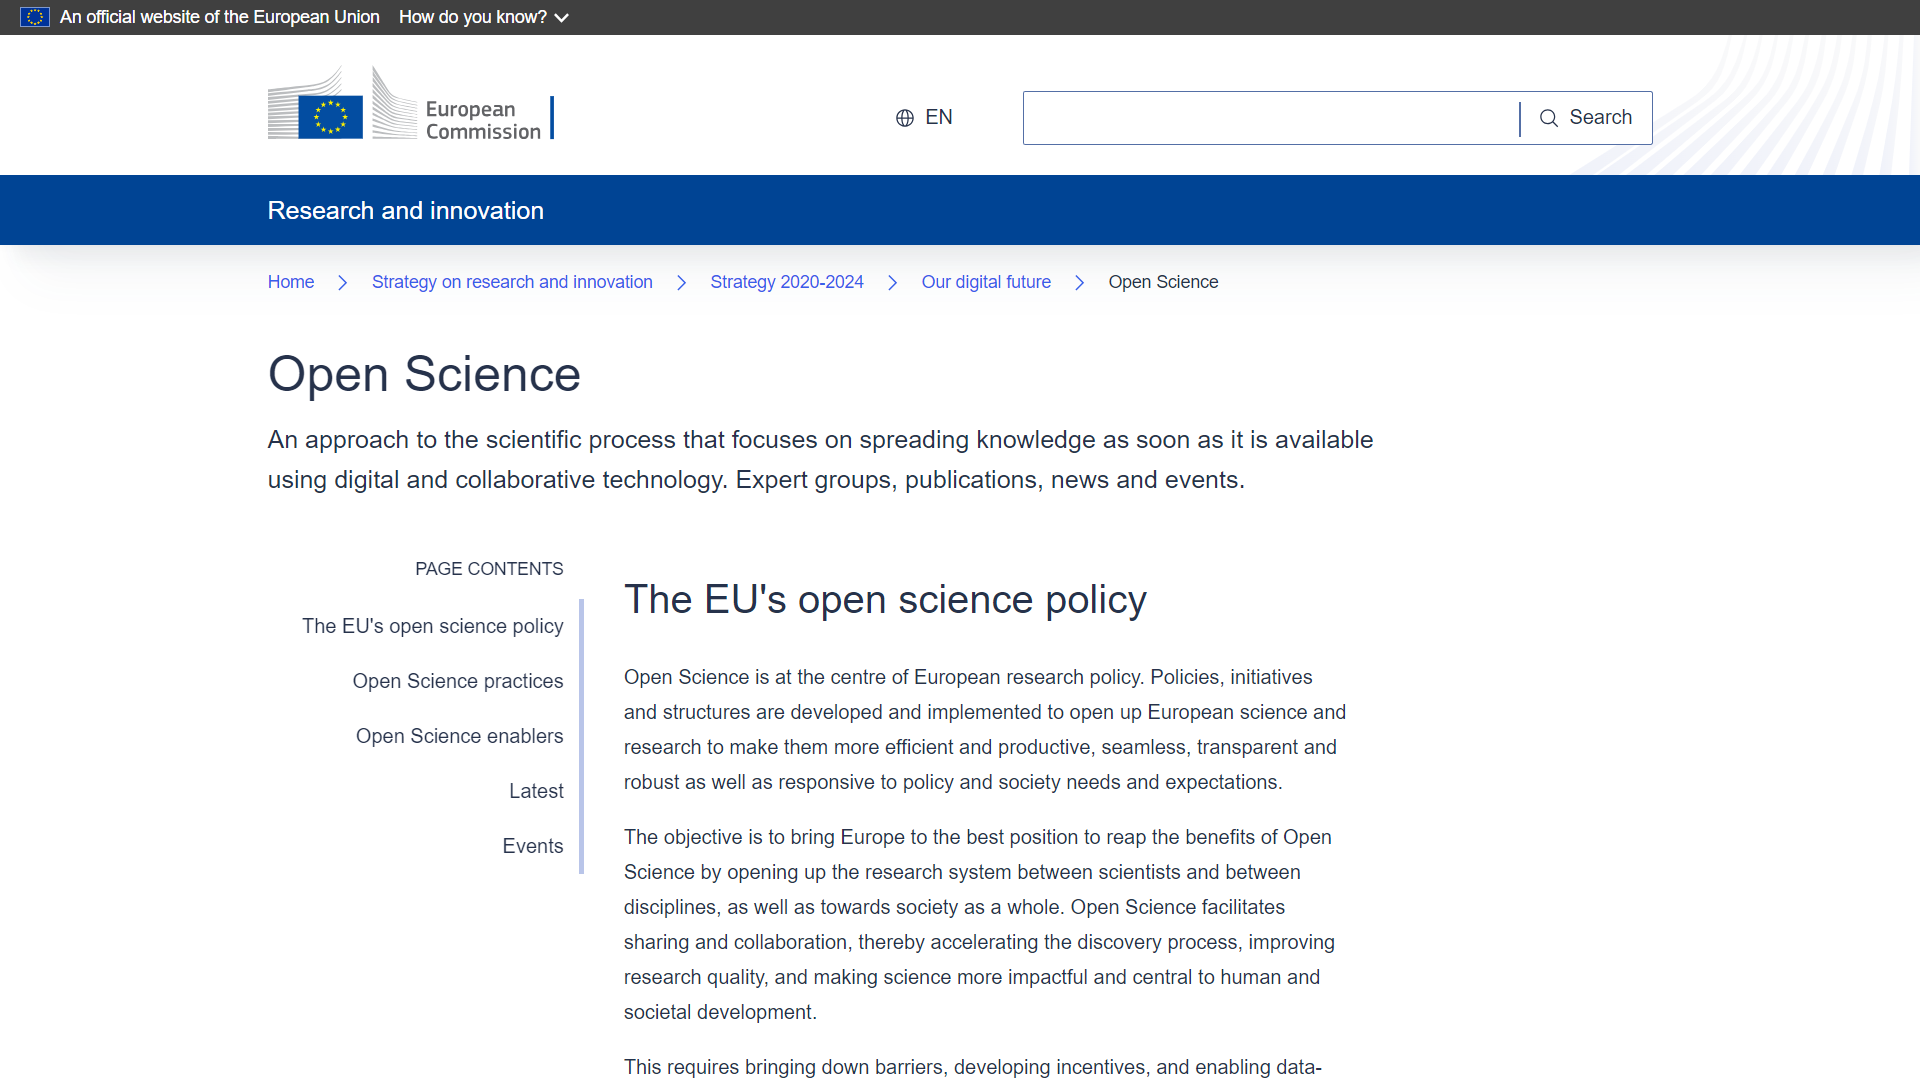 An official website of the European Union How do you know?
European
Commission
EN
Search
Research and innovation
Home
Strategy on research and innovation
Strategy 2020-2024
Our digital future
Open Science
Open Science
An approach to the scientific process that focuses on spreading knowledge as soon as it is available
using digital and collaborative technology. Expert groups, publications, news and events.
PAGE CONTENTS
The EU's open science policy
Open Science practices
Open Science enablers
Latest
Events
The EU's open science policy
Open Science is at the centre of European research policy. Policies, initiatives
and structures are developed and implemented to open up European science and
research to make them more efficient and productive, seamless, transparent and
robust as well as responsive to policy and society needs and expectations.
The objective is to bring Europe to the best position to reap the benefits of Open
Science by opening up the research system between scientists and between
disciplines, as well as towards society as a whole. Open Science facilitates
sharing and collaboration, thereby accelerating the discovery process, improving
research quality, and making science more impactful and central to human and
societal development.
This requires bringing down barriers, developing incentives, and enabling data-